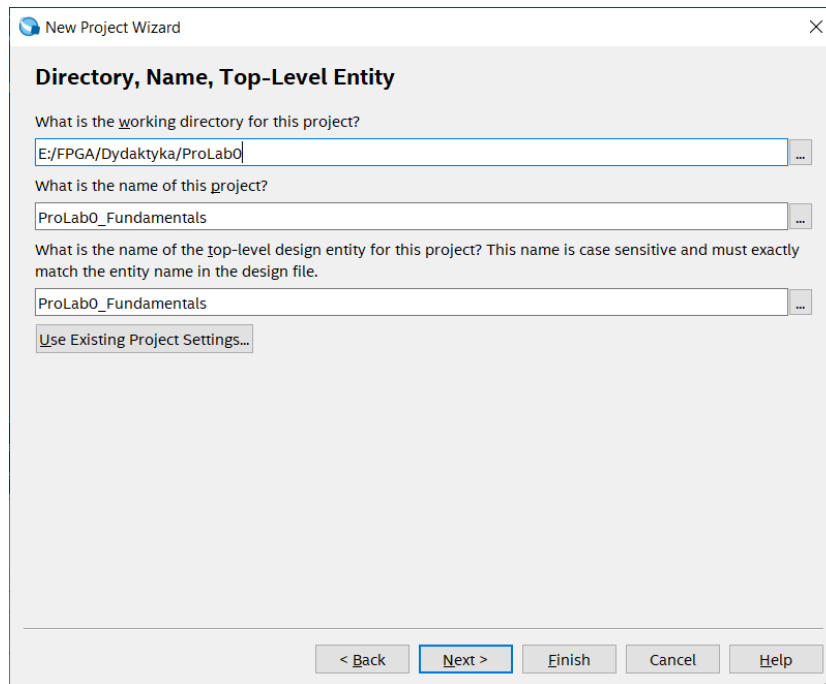 New Project Wizard
Directory, Name, Top-Level Entity
What is the working directory for this project?
E:/FPGA/Dydaktyka/ProLab0
...
What is the name of this project?
ProLab0_Fundamentals
...
What is the name of the top-level design entity for this project? This name is case sensitive and must exactly
match the entity name in the design file.
ProLab0_Fundamentals
...
Use Existing Project Settings...
< Back Next > Finish Cancel Help